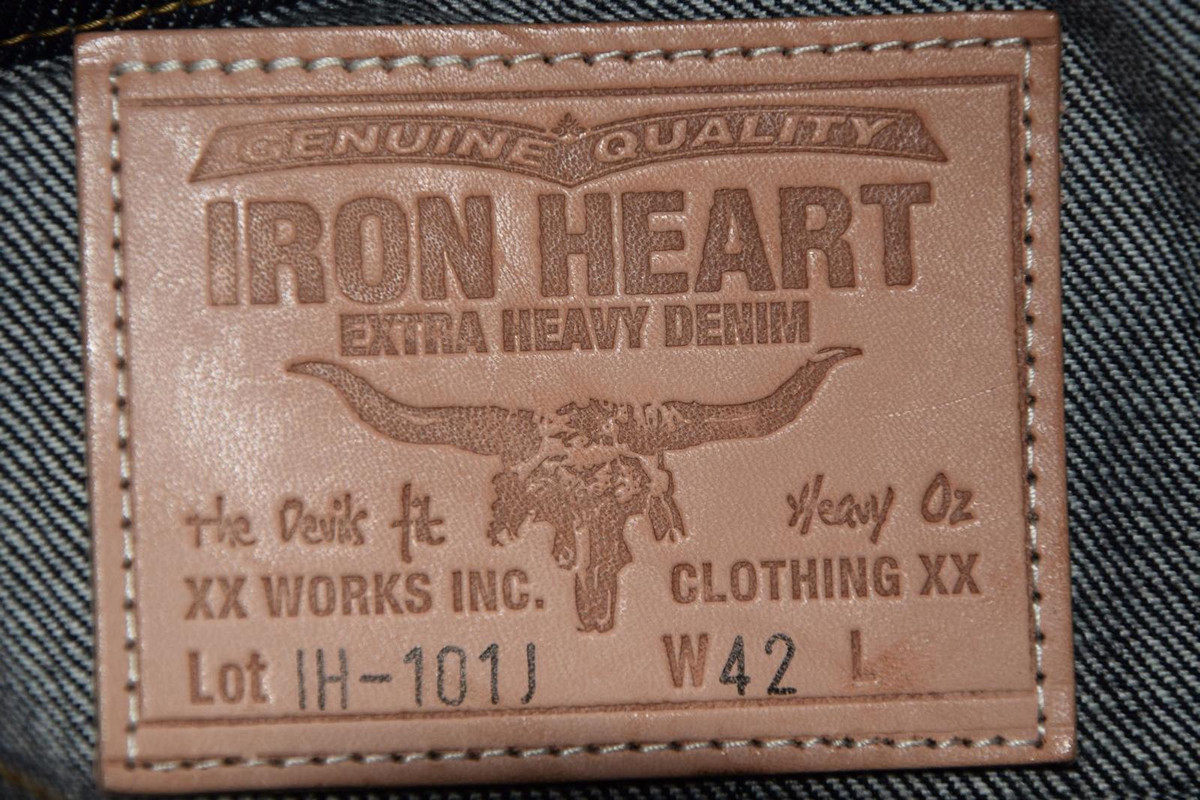 GENUINE QUALITY
IRON HEART
EXTRA HEAVY DENIM
The Devils fit
Heavy Oz
XX WORKS INC.
CLOTHING XX
Lot IH-101J
W42 L